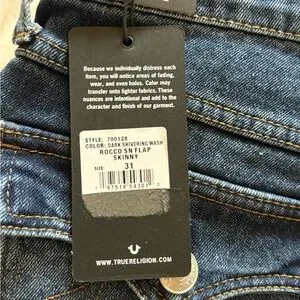 Because we individually distress each
item, you will notice areas of fading,
wear, and even holes. Color may
transfer onto lighter fabrics. These
nuances are intentional and add to the
character and finish of our garment.
STYLE: 700128
COLOR: DARK SHIVERING WASH
ROCCO SN FLAP
SKINNY
SIZE: 31
WWW.TRUERELIGION.COM